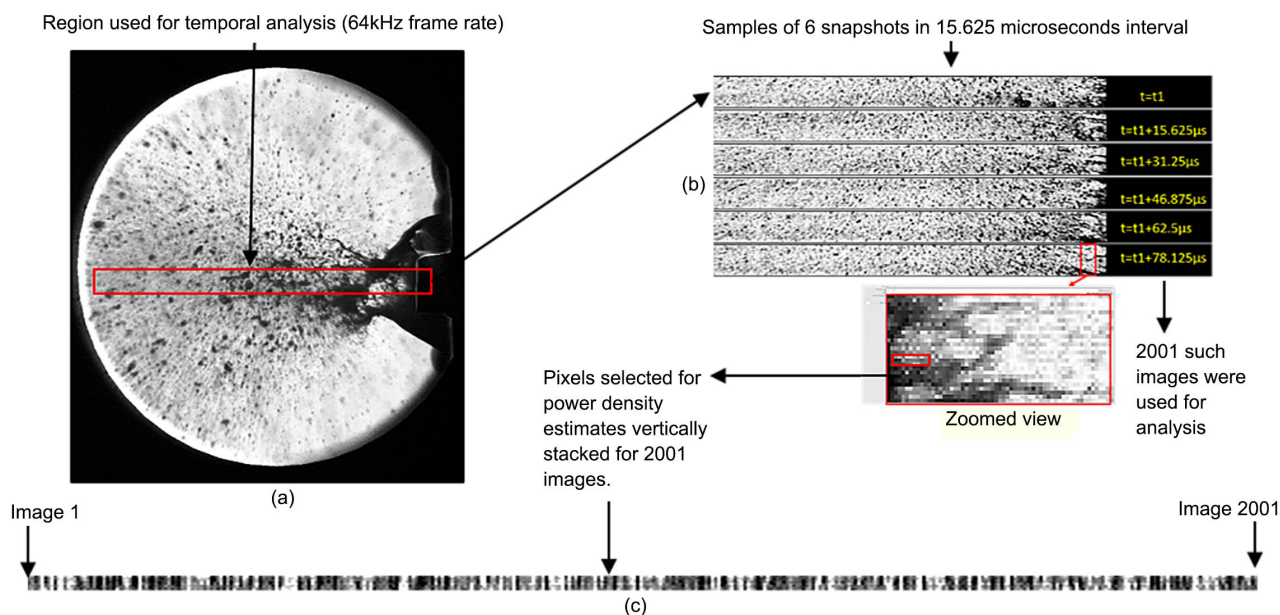 Region used for temporal analysis (64kHz frame rate)
Samples of 6 snapshots in 15.625 microseconds interval
t=t1
t=t1+15.625µs
t=t1+31.25µs
(b)
t=t1+46.875µs
t=t1+62.5µs
t=t1+78.125µs
2001 such
images were
used for
analysis
Zoomed view
Pixels selected for
power density
estimates vertically
stacked for 2001
images.
(a)
Image 1
Image 2001
(c)